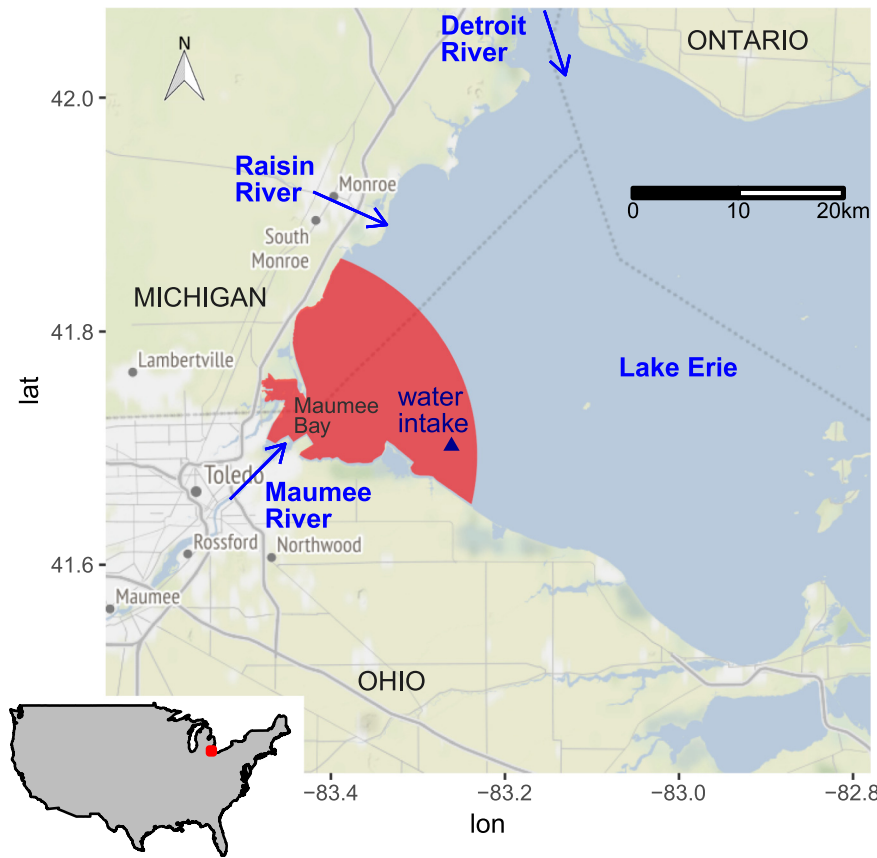 Detroit
River
ONTARIO
N
42.0
Raisin
River
Monroe
0
10
20km
South
Monroe
MICHIGAN
41.8
Lambertville
Lake Erie
water
intake
Maumee
Bay
lat
Toledo
Maumee
River
Rossford
Northwood
41.6
Maumee
OHIO
−83.4
−83.2
−83.0
−82.8
lon